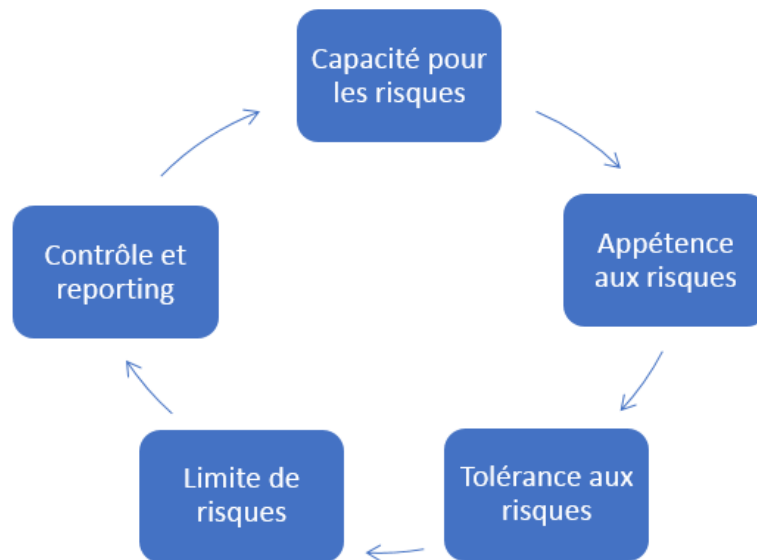 Capacité pour
les risques
Appétence
aux risques
Tolérance aux
risques
Limite de
risques
Contrôle et
reporting